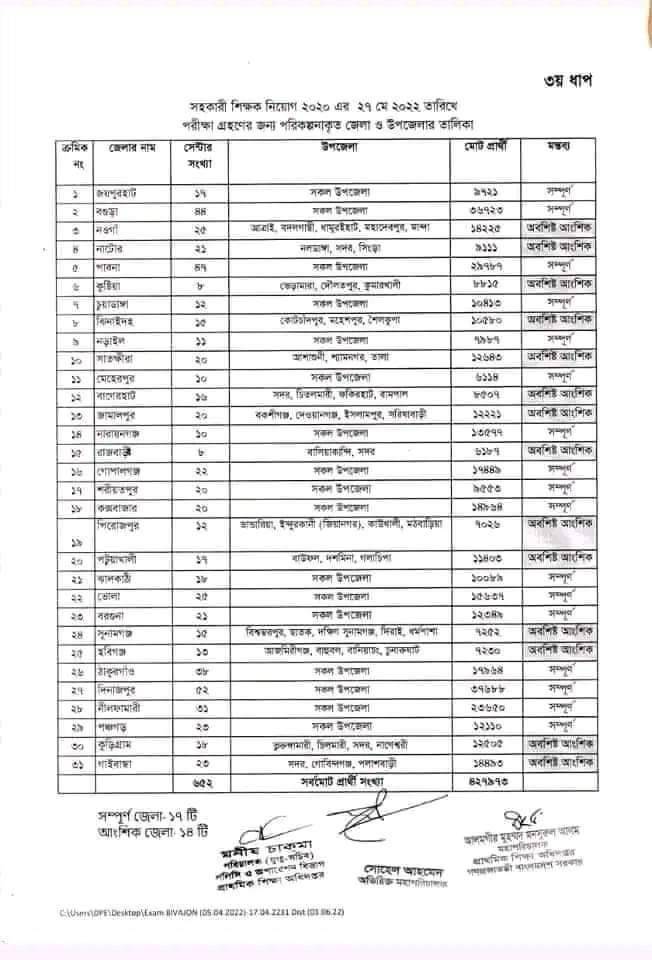 ৩য় ধাপ
সহকারী শিক্ষক নিয়োগ ২০২০ এর ২৭ মে ২০২২ তারিখে
পরীক্ষা গ্রহণের জন্য পরিকল্পনাকৃত জেলা ও উপজেলার তালিকা
ক্রমিক নং জেলার নাম সেন্টার সংখ্যা উপজেলা মোট প্রার্থী মন্তব্য
১ জয়পুরহাট ১৭ সকল উপজেলা ৯৭২১ সম্পূর্ণ
২ বগুড়া ৪৪ সকল উপজেলা ৩৬৭২৩ সম্পূর্ণ
৩ নওগাঁ ২৫ আত্রাই, বদলগাছী, ধামুরইহাট, মহাদেবপুর, মান্দা ১৪২২৫ অবশিষ্ট আংশিক
৪ নাটোর ২১ নলডাঙ্গা, সদর, সিংড়া ৯১১১ অবশিষ্ট আংশিক
৫ পাবনা ৪৭ সকল উপজেলা ২৯৭৮৭ সম্পূর্ণ
৬ কুষ্টিয়া ৮ ভেড়ামারা, দৌলতপুর, কুমারখালী ৮৮১৫ অবশিষ্ট আংশিক
৭ চুয়াডাঙ্গা ১২ সকল উপজেলা ১০৪১৩ সম্পূর্ণ
৮ ঝিনাইদহ ১৫ কোটচাঁদপুর, মহেশপুর, শৈলকুপা ১০৫৮০ অবশিষ্ট আংশিক
৯ নড়াইল ১১ সকল উপজেলা ৭৯৮৭ সম্পূর্ণ
১০ সাতক্ষীরা ২০ আশাশুনী, শ্যামনগর, তালা ১২৬৪৩ অবশিষ্ট আংশিক
১১ মেহেরপুর ১০ সকল উপজেলা ৬১১৪ সম্পূর্ণ
১২ বাগেরহাট ১৬ সদর, চিতলমারী, ফকিরহাট, রামপাল ৮৫০৭ অবশিষ্ট আংশিক
১৩ জামালপুর ২০ বকশীগঞ্জ, দেওয়ানগঞ্জ, ইসলামপুর, সরিষাবাড়ী ১২২২১ অবশিষ্ট আংশিক
১৪ নারায়নগঞ্জ ১০ সকল উপজেলা ১৩৫৭৭ সম্পূর্ণ
১৫ রাজবাড়ী ৮ বালিয়াকান্দি, সদর ৬১৮৭ অবশিষ্ট আংশিক
১৬ গোপালগঞ্জ ২২ সকল উপজেলা ১৭৪৪৯ সম্পূর্ণ
১৭ শরীয়তপুর ২০ সকল উপজেলা ৯৫৫৩ সম্পূর্ণ
১৮ কক্সবাজার ২০ সকল উপজেলা ১৪৯৬৪ সম্পূর্ণ
১৯ পিরোজপুর ১২ ভান্ডারিয়া, ইন্দুরকানী (জিয়ানগর), কাউখালী, মঠবাড়িয়া ৭০২৬ অবশিষ্ট আংশিক
২০ পটুয়াখালী ১৭ বাউফল, দশমিনা, গলাচিপা ১১৪০৩ অবশিষ্ট আংশিক
২১ ঝালকাঠী ১৮ সকল উপজেলা ১০০৮৯ সম্পূর্ণ
২২ ভোলা ২৫ সকল উপজেলা ১৫৬৩৭ সম্পূর্ণ
২৩ বরগুনা ২১ সকল উপজেলা ১২৩৪৯ সম্পূর্ণ
২৪ সুনামগঞ্জ ১৫ বিশ্বম্ভরপুর, ছাতক, দক্ষিণ সুনামগঞ্জ, দিরাই, ধর্মপাশা ৭২৫২ অবশিষ্ট আংশিক
২৫ হবিগঞ্জ ১৩ আজমিরীগঞ্জ, বাহুবল, বানিয়াচং, চুনারুঘাট ৭২৩০ অবশিষ্ট আংশিক
২৬ ঠাকুরগাঁও ৩৮ সকল উপজেলা ১৭৯৬৪ সম্পূর্ণ
২৭ দিনাজপুর ৫২ সকল উপজেলা ৩৭৬৮৮ সম্পূর্ণ
২৮ নীলফামারী ৩১ সকল উপজেলা ২৩৬৫০ সম্পূর্ণ
২৯ পঞ্চগড় ২৩ সকল উপজেলা ১২১১০ সম্পূর্ণ
৩০ কুড়িগ্রাম ১৮ ভুরুঙ্গামারী, চিলমারী, সদর, নাগেশ্বরী ১২৫০৫ অবশিষ্ট আংশিক
৩১ গাইবান্ধা ২৩ সদর, গোবিন্দগঞ্জ, পলাশবাড়ী ১৪৪৯৩ অবশিষ্ট আংশিক
৬৫২ সর্বমোট প্রার্থী সংখ্যা ৪২৭৯৭৩
সম্পূর্ণ জেলা- ১৭ টি
আংশিক জেলা- ১৪ টি
মনীষ চাকমা
পরিচালক (যুগ্ম-সচিব)
পলিসি ও অপারেশন বিভাগ
প্রাথমিক শিক্ষা অধিদপ্তর
সোহেল আহমেদ
অতিরিক্ত মহাপরিচালক
আলমগীর মুহম্মদ মনসুরুল আলম
মহাপরিচালক
প্রাথমিক শিক্ষা অধিদপ্তর
গণপ্রজাতন্ত্রী বাংলাদেশ সরকার
C:\Users\DPE\Desktop\Exam BIVAJON (05.04.2022)-17.04.2231 Dist (03.06.22)